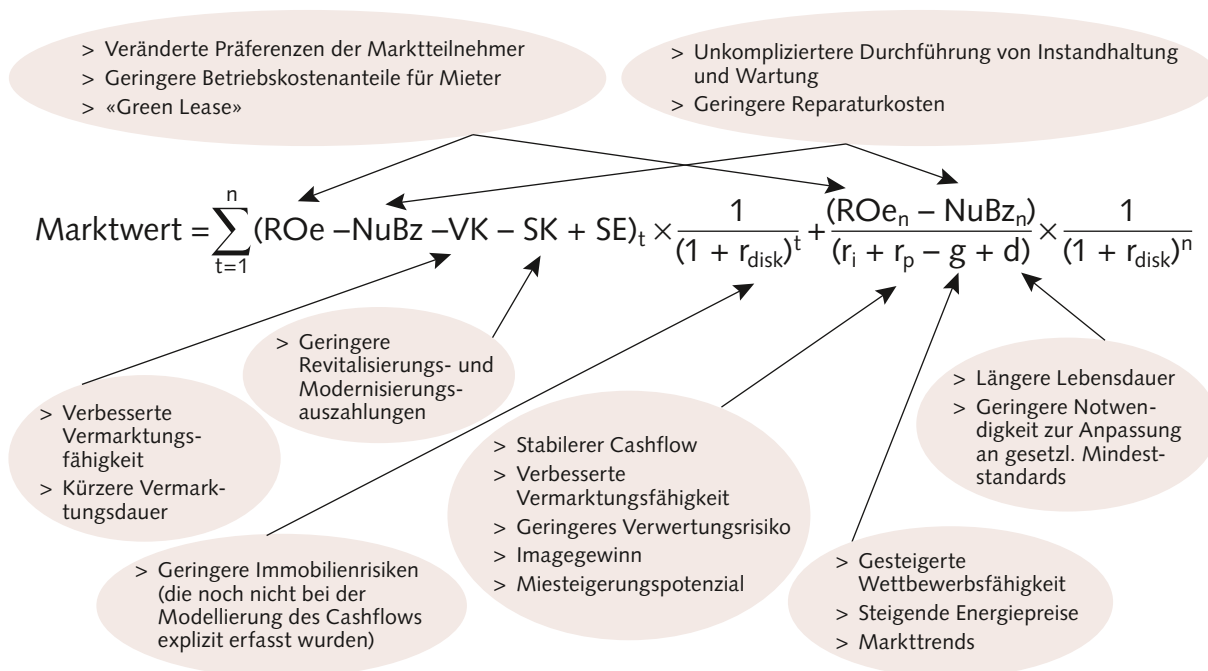 > Veränderte Präferenzen der Marktteilnehmer
> Geringere Betriebskostenanteile für Mieter
> «Green Lease»
> Unkompliziertere Durchführung von Instandhaltung
und Wartung
> Geringere Reparaturkosten
Marktwert = ∑ₜ₌₁ⁿ (ROe –NuBz –VK – SK + SE)ₜ × 1/(1 + r_disk)ᵗ + (ROeₙ – NuBzₙ)/(rᵢ + rₚ – g + d) × 1/(1 + r_disk)ⁿ
> Geringere
Revitalisierungs- und
Modernisierungs-
auszahlungen
> Verbesserte
Vermarktungs-
fähigkeit
> Kürzere Vermark-
tungsdauer
> Geringere Immobilienrisiken
(die noch nicht bei der
Modellierung des Cashflows
explizit erfasst wurden)
> Stabilerer Cashflow
> Verbesserte
Vermarktungsfähigkeit
> Geringeres Verwertungsrisiko
> Imagegewinn
> Miesteigerungspotenzial
> Längere Lebensdauer
> Geringere Notwen-
digkeit zur Anpassung
an gesetzl. Mindest-
standards
> Gesteigerte
Wettbewerbsfähigkeit
> Steigende Energiepreise
> Markttrends